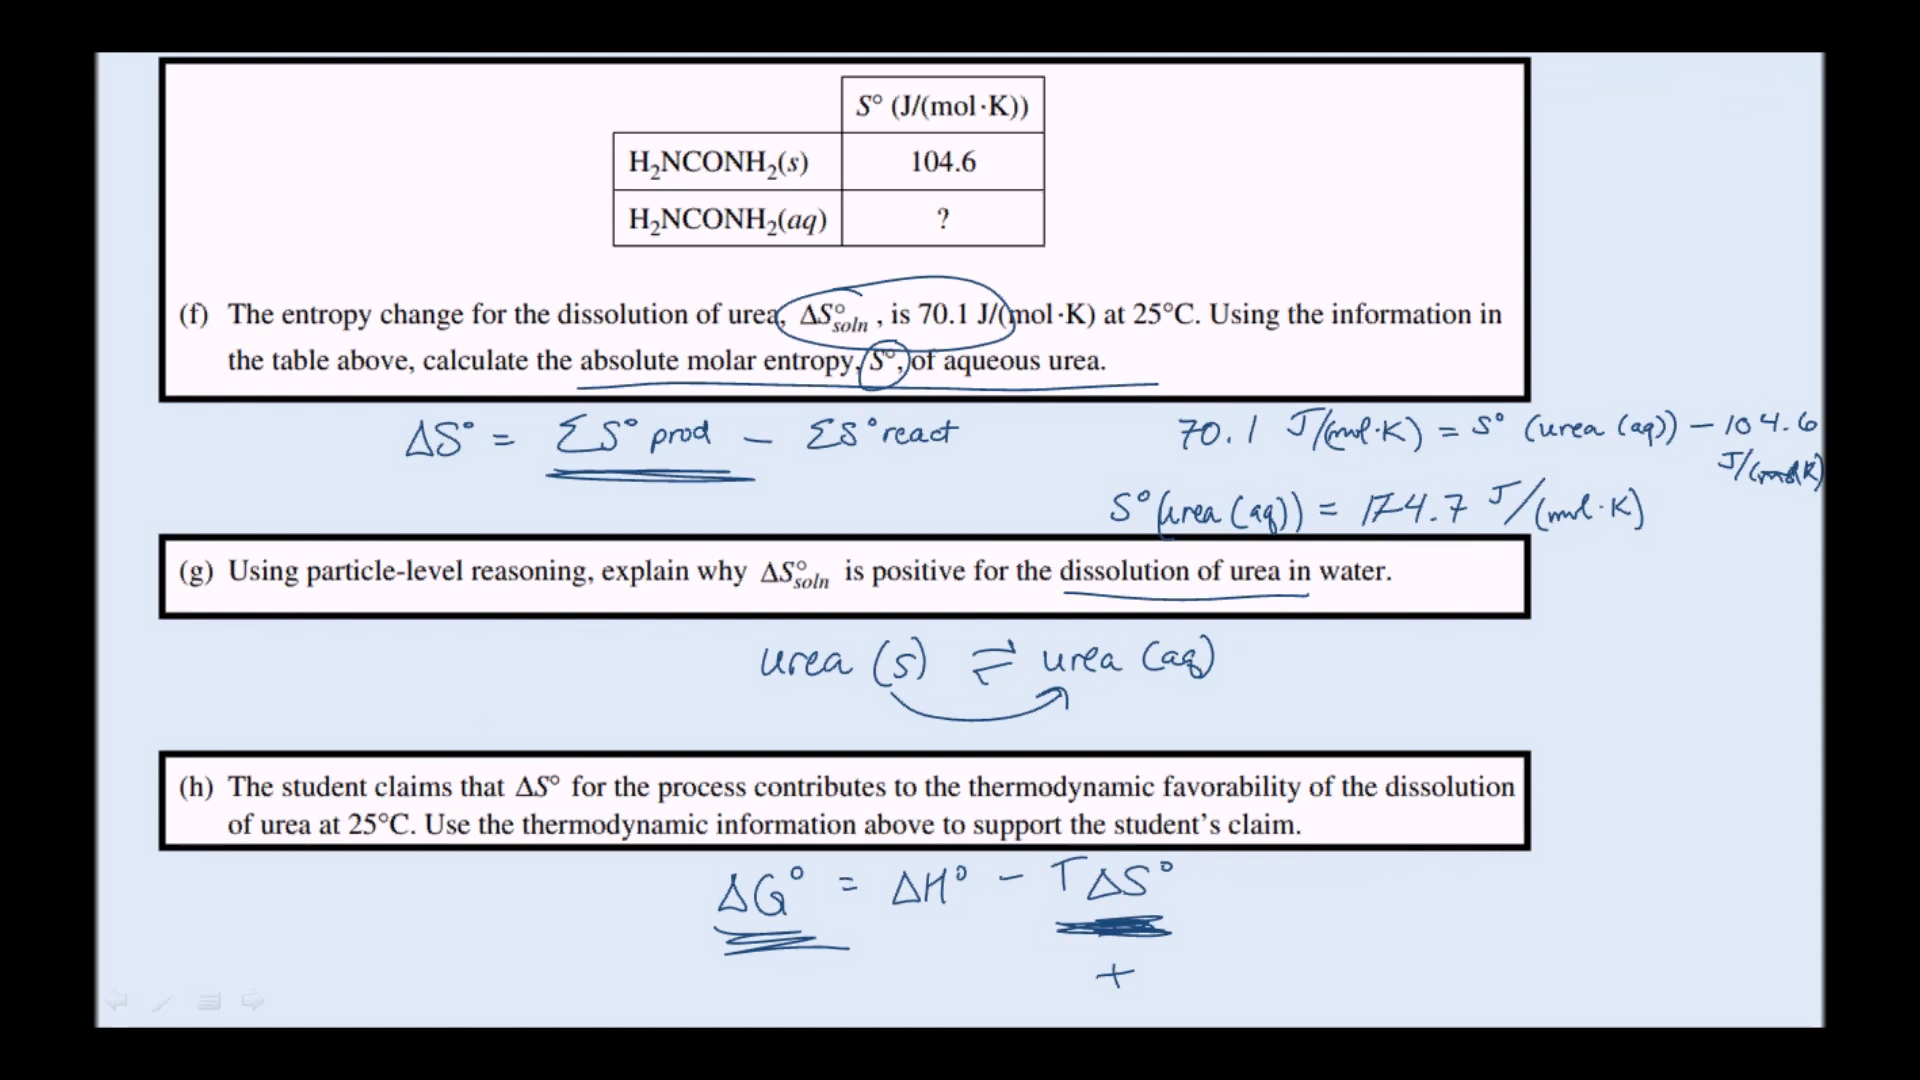 S° (J/(mol·K))
H₂NCONH₂(s) 104.6
H₂NCONH₂(aq) ?
(f) The entropy change for the dissolution of urea, ΔS°soln , is 70.1 J/(mol·K) at 25°C. Using the information in
the table above, calculate the absolute molar entropy, S°, of aqueous urea.
ΔS° = ΣS° prod − ΣS° react
70.1 J/(mol·K) = S° (urea (aq)) − 104.6
J/(mol·K)
S°(urea (aq)) = 174.7 J/(mol·K)
(g) Using particle-level reasoning, explain why ΔS°soln is positive for the dissolution of urea in water.
urea (s) ⇌ urea (aq)
(h) The student claims that ΔS° for the process contributes to the thermodynamic favorability of the dissolution
of urea at 25°C. Use the thermodynamic information above to support the student’s claim.
ΔG° = ΔH° − TΔS°
+